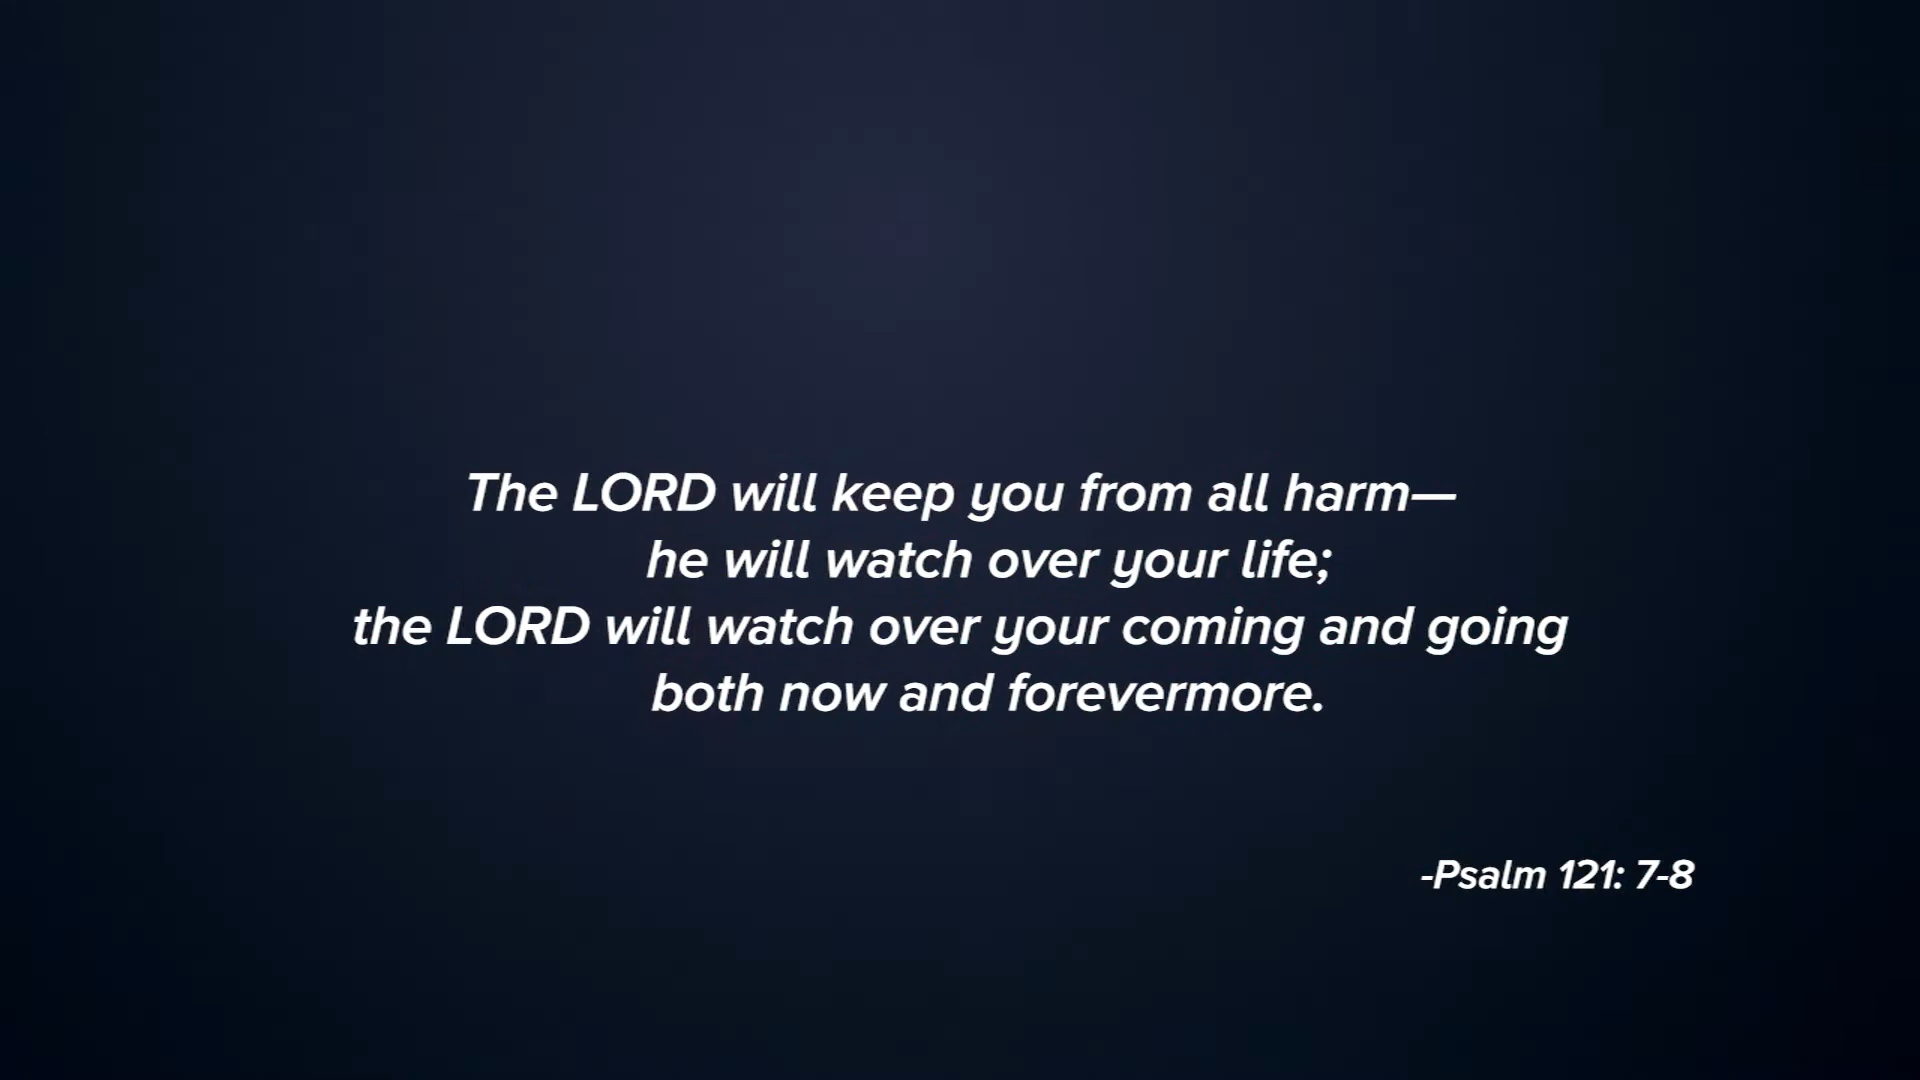 The LORD will keep you from all harm—
he will watch over your life;
the LORD will watch over your coming and going
both now and forevermore.
-Psalm 121: 7-8